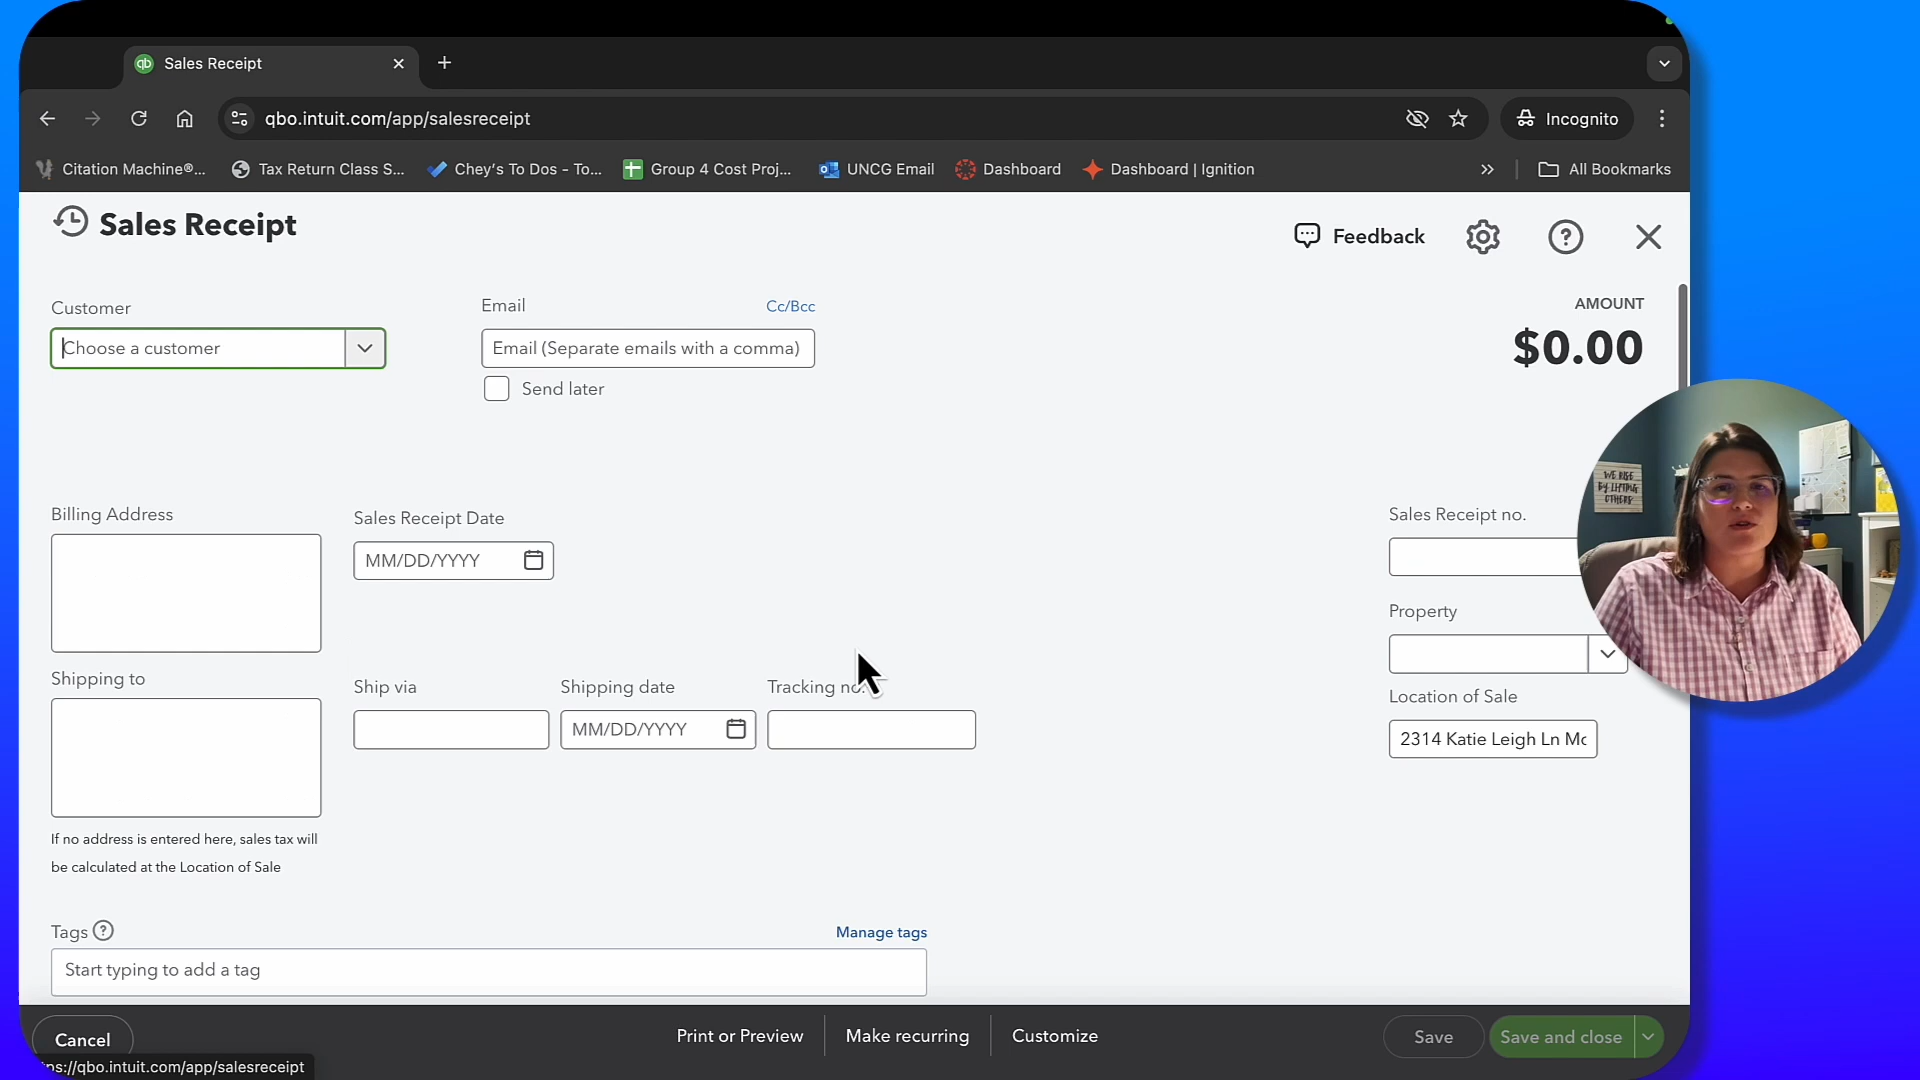 Sales Receipt
qbo.intuit.com/app/salesreceipt
Incognito
Citation Machine®...
Tax Return Class S...
Chey's To Dos - To...
Group 4 Cost Proj...
UNCG Email
Dashboard
Dashboard | Ignition
All Bookmarks
Sales Receipt
Feedback
Customer
Email
Cc/Bcc
AMOUNT
Choose a customer
Email (Separate emails with a comma)
$0.00
Send later
WE RISE
BY LIFTING
OTHERS
Billing Address
Sales Receipt Date
Sales Receipt no.
MM/DD/YYYY
Property
Shipping to
Ship via
Shipping date
Tracking no.
Location of Sale
MM/DD/YYYY
2314 Katie Leigh Ln Mc
If no address is entered here, sales tax will
be calculated at the Location of Sale
Tags
Manage tags
Start typing to add a tag
Cancel
Print or Preview
Make recurring
Customize
Save
Save and close
ps://qbo.intuit.com/app/salesreceipt